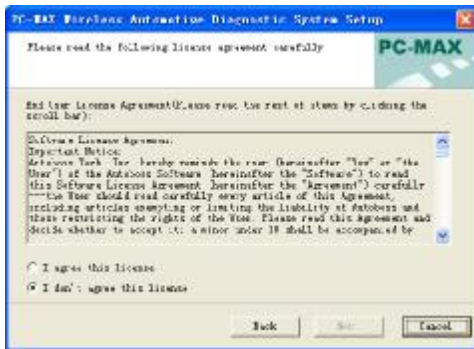 PC-MAX Wireless Automotive Diagnostic System Setup
Please read the following license agreement carefully
PC-MAX
End User License Agreement(Please read the rest of items by clicking the
scroll bar):
Software License Agreement
Important Notice:
Autoboss Tech. Inc. hereby reminds the user (hereinafter "You" or "the
User") of the Autoboss Software (hereinafter the "Software") to read
this Software License Agreement (hereinafter the "Agreement") carefully
the User should read carefully every article of this Agreement,
including articles exempting or limiting the liability of Autoboss and
those restricting the rights of the User. Please read this Agreement and
decide whether to accept it: a minor under 18 shall be accompanied by
I agree this license
I don't agree this license
Back
Cancel